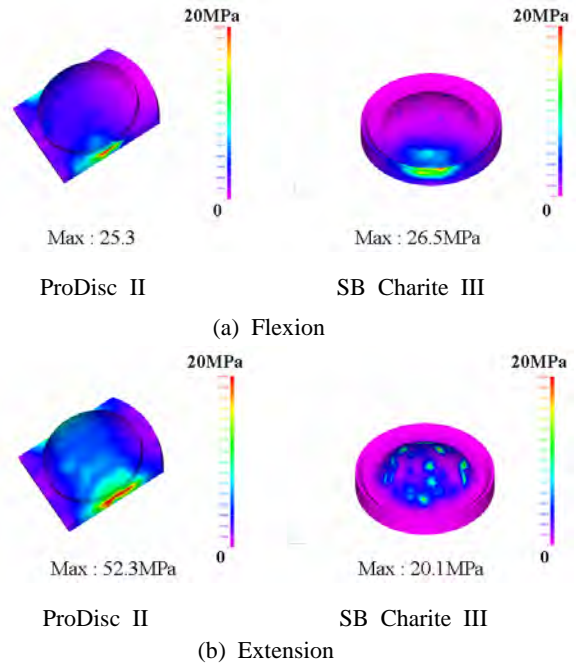 20MPa 20MPa
0 0
Max : 25.3 Max : 26.5MPa
ProDisc II SB Charite III
(a) Flexion
20MPa 20MPa
0 0
Max : 52.3MPa Max : 20.1MPa
ProDisc II SB Charite III
(b) Extension